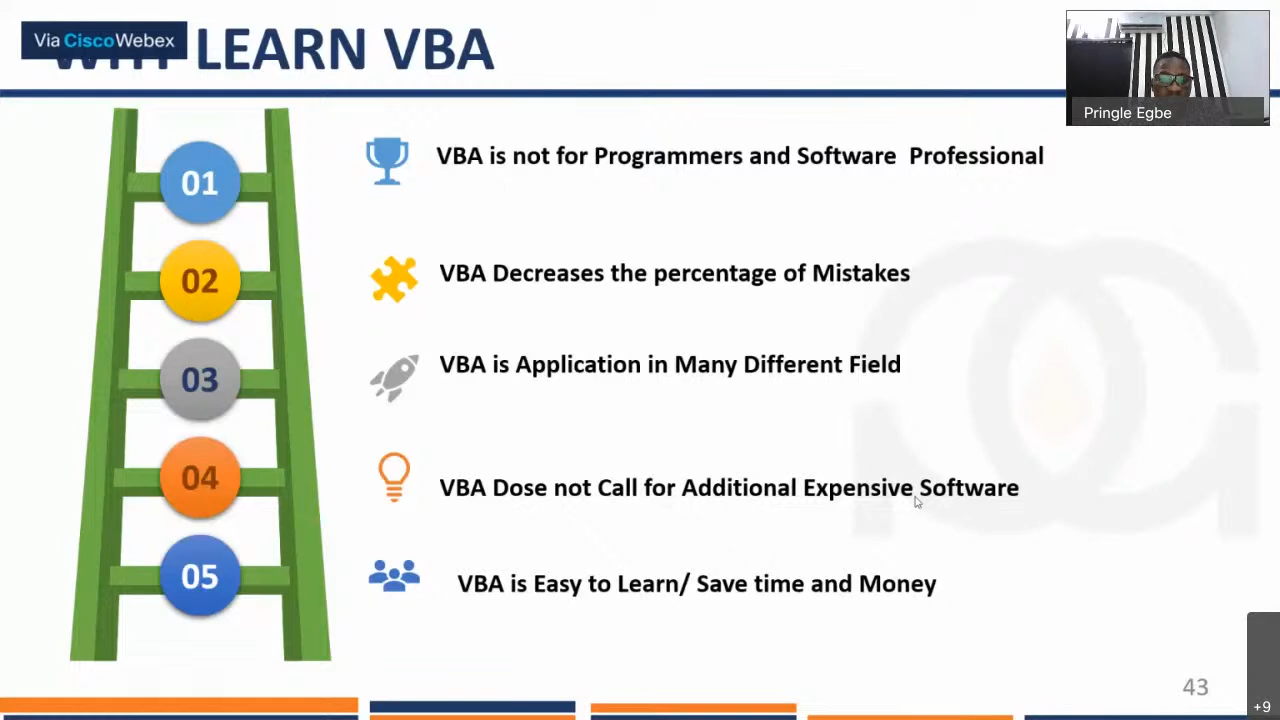 Via CiscoWebex
WHY LEARN VBA
Pringle Egbe
01
VBA is not for Programmers and Software Professional
02
VBA Decreases the percentage of Mistakes
03
VBA is Application in Many Different Field
04
VBA Dose not Call for Additional Expensive Software
05
VBA is Easy to Learn/ Save time and Money
43
+9